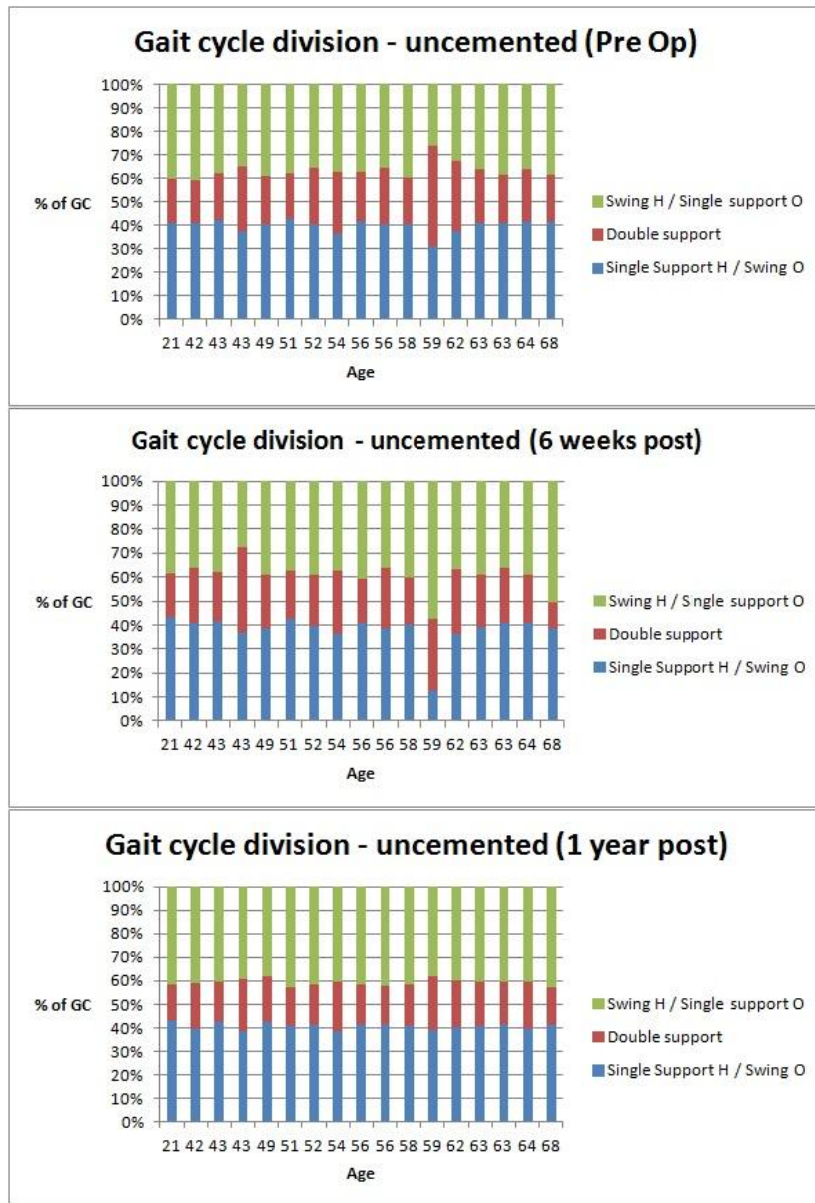 Gait cycle division - uncemented (Pre Op)
100%
90%
80%
70%
60%
50%
40%
30%
20%
10%
0%
% of GC
Swing H / Single support O
Double support
Single Support H / Swing O
21 42 43 43 49 51 52 54 56 56 58 59 62 63 63 64 68
Age
Gait cycle division - uncemented (6 weeks post)
100%
90%
80%
70%
60%
50%
40%
30%
20%
10%
0%
% of GC
Swing H / Single support O
Double support
Single Support H / Swing O
21 42 43 43 49 51 52 54 56 56 58 59 62 63 63 64 68
Age
Gait cycle division - uncemented (1 year post)
100%
90%
80%
70%
60%
50%
40%
30%
20%
10%
0%
% of GC
Swing H / Single support O
Double support
Single Support H / Swing O
21 42 43 43 49 51 52 54 56 56 58 59 62 63 63 64 68
Age